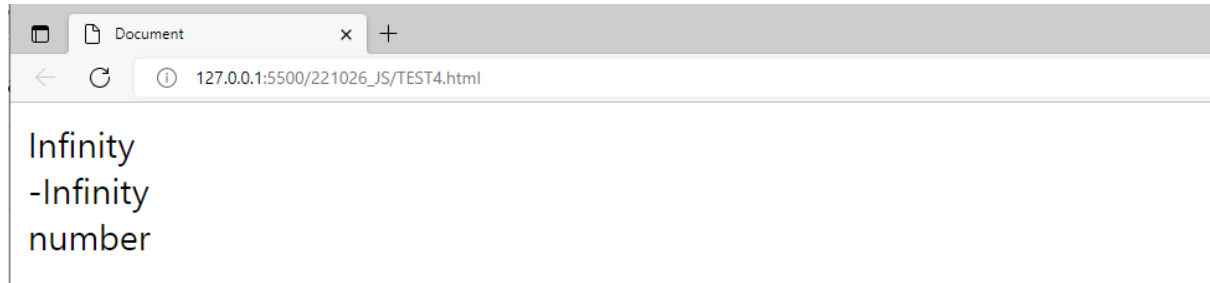 Document
127.0.0.1:5500/221026_JS/TEST4.html
Infinity
-Infinity
number